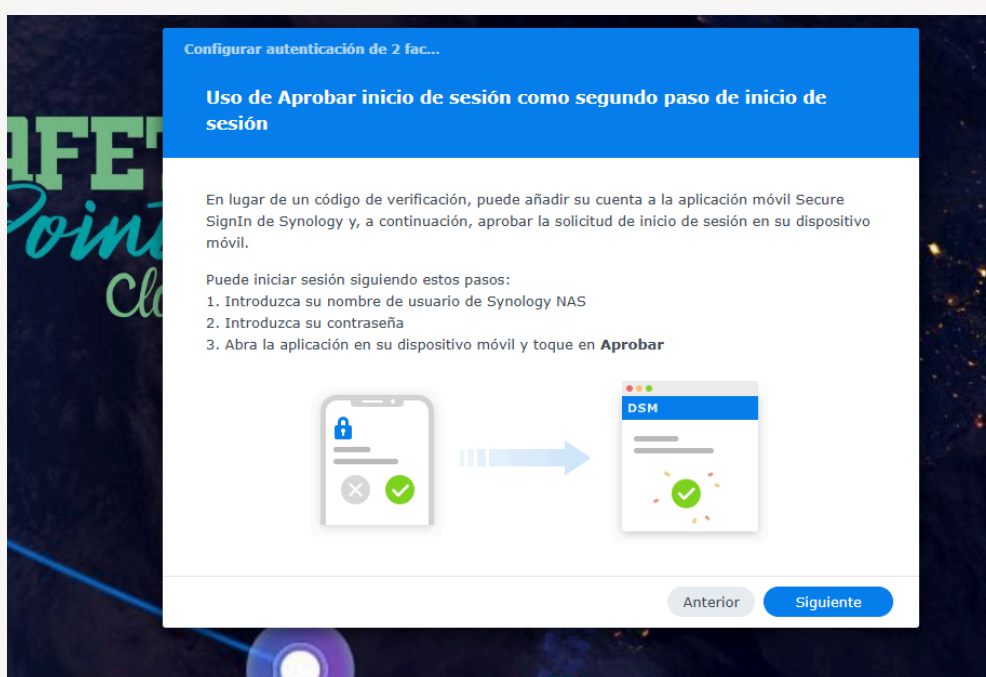 Configurar autenticación de 2 fac...
Uso de Aprobar inicio de sesión como segundo paso de inicio de
sesión
En lugar de un código de verificación, puede añadir su cuenta a la aplicación móvil Secure
SignIn de Synology y, a continuación, aprobar la solicitud de inicio de sesión en su dispositivo
móvil.
Puede iniciar sesión siguiendo estos pasos:
1. Introduzca su nombre de usuario de Synology NAS
2. Introduzca su contraseña
3. Abra la aplicación en su dispositivo móvil y toque en Aprobar
DSM
Anterior
Siguiente